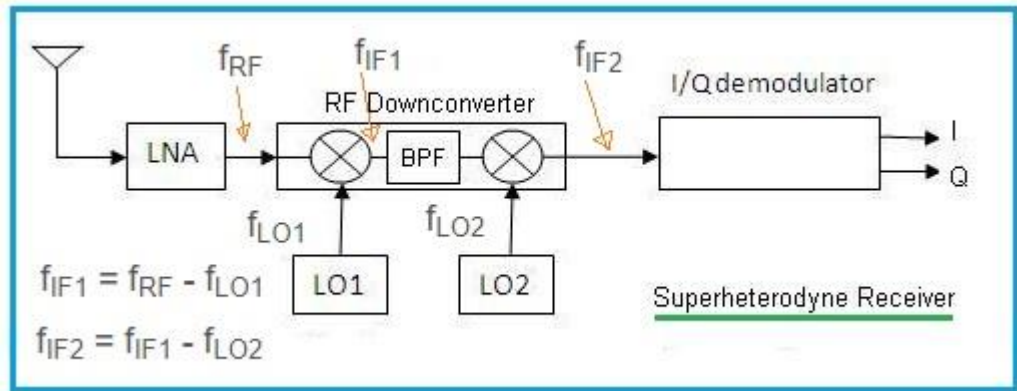 fRF
fIF1
fIF2
RF Downconverter
I/Q demodulator
LNA
BPF
I
Q
fLO1
fLO2
LO1
LO2
fIF1 = fRF - fLO1
fIF2 = fIF1 - fLO2
Superheterodyne Receiver